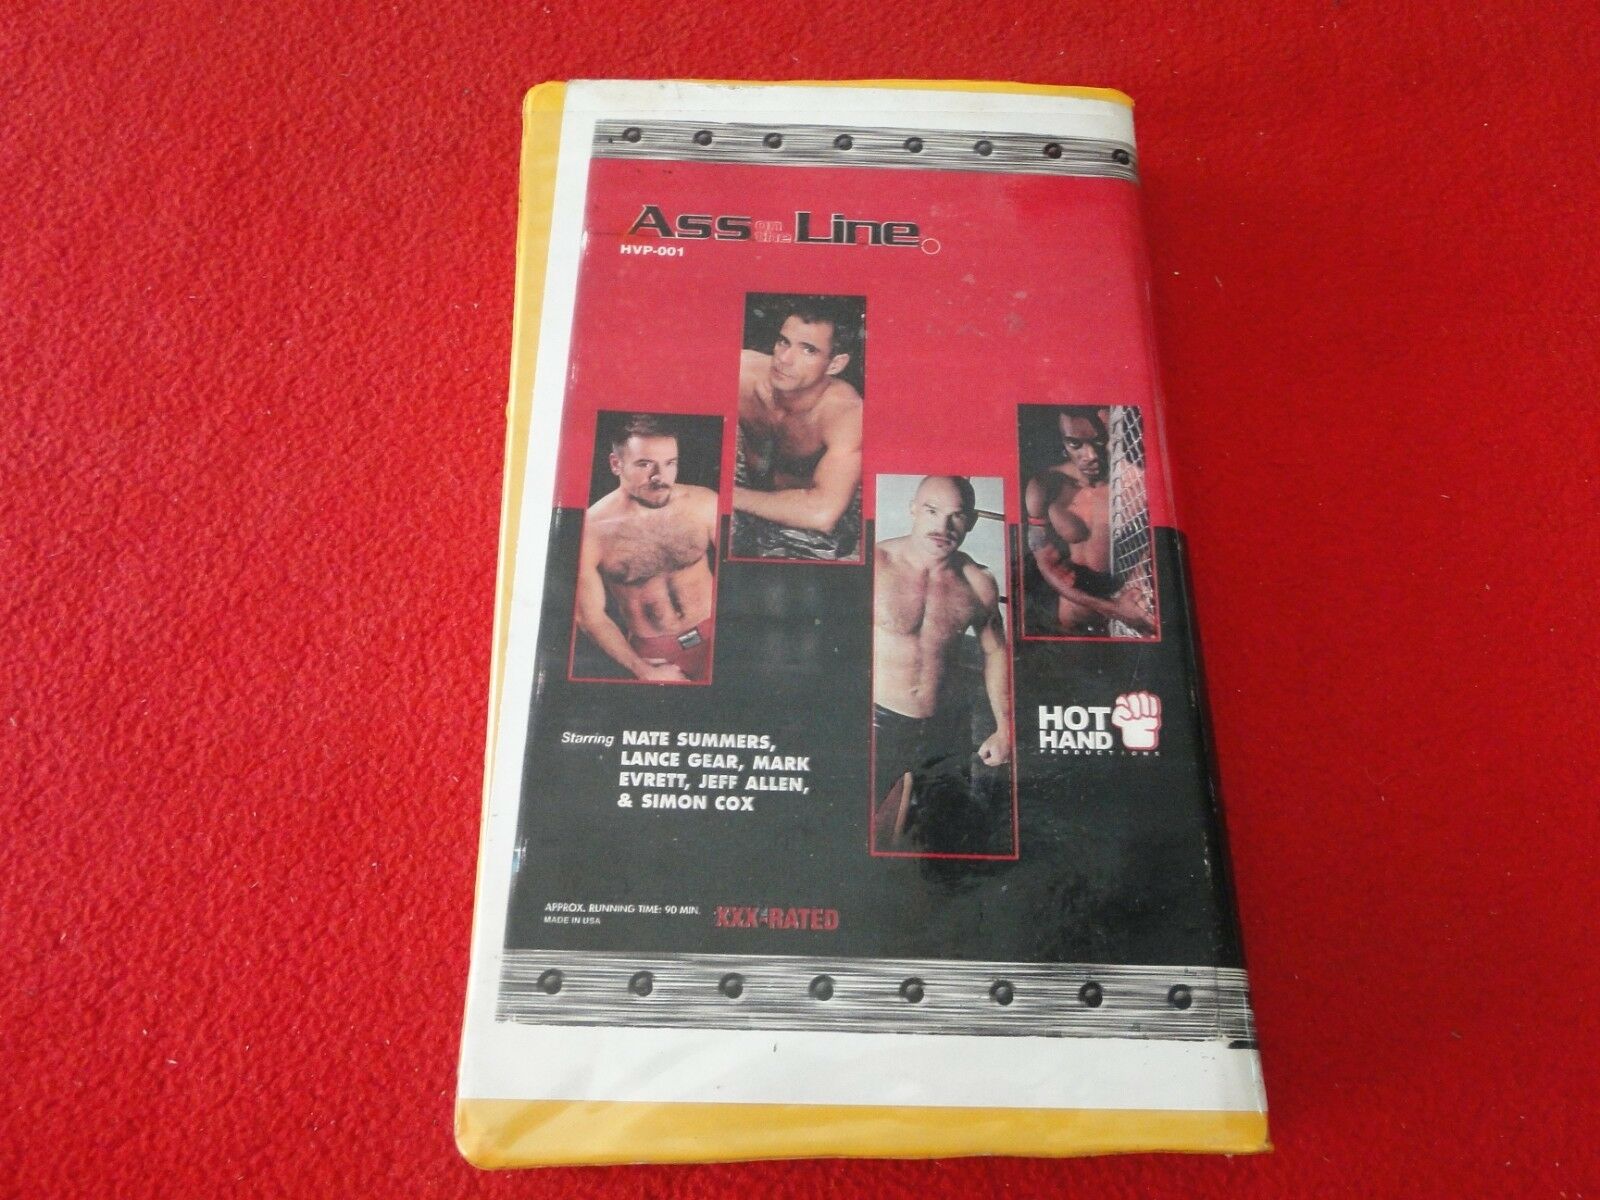 Ass on the Line
HVP-001
Starring NATE SUMMERS,
LANCE GEAR, MARK
EVRETT, JEFF ALLEN,
& SIMON COX
HOT
HAND
PRODUCTIONS
APPROX. RUNNING TIME: 90 MIN.
MADE IN USA
XXX-RATED